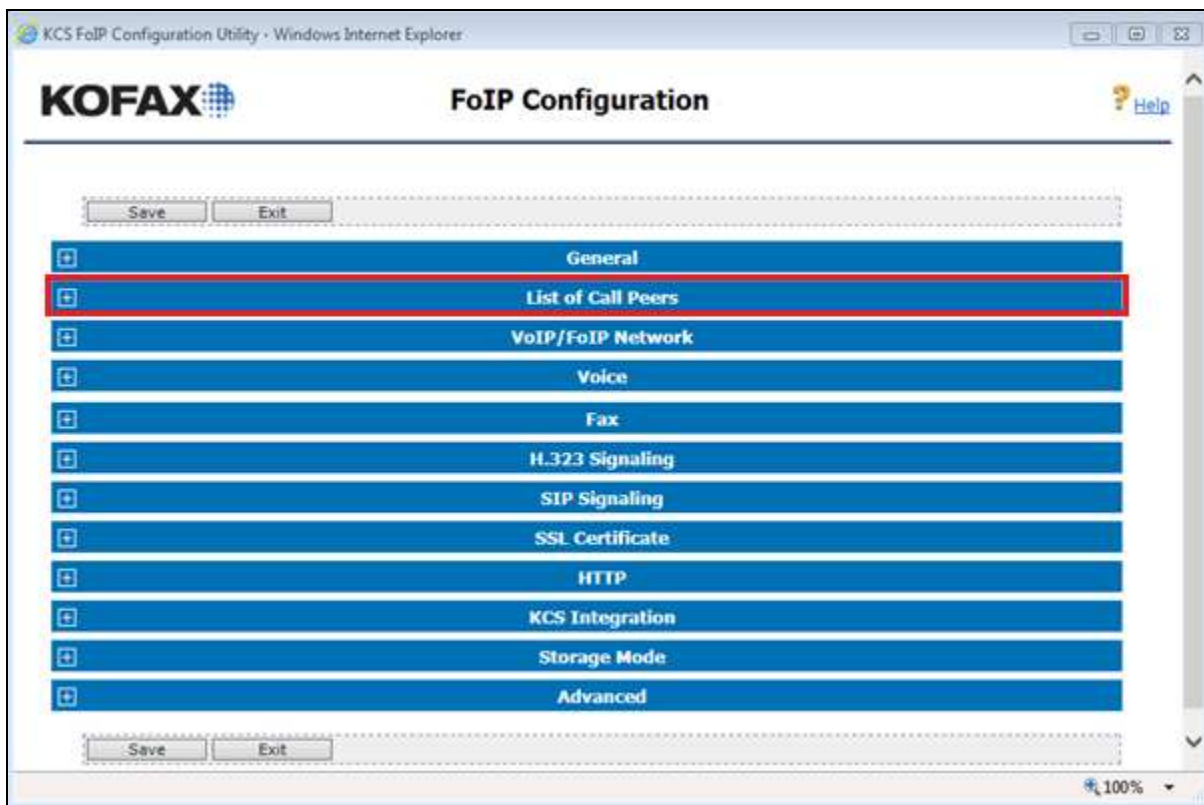 KCS FoIP Configuration Utility - Windows Internet Explorer
KOFAX FoIP Configuration Help
Save Exit
General
List of Call Peers
VoIP/FoIP Network
Voice
Fax
H.323 Signaling
SIP Signaling
SSL Certificate
HTTP
KCS Integration
Storage Mode
Advanced
Save Exit
100%